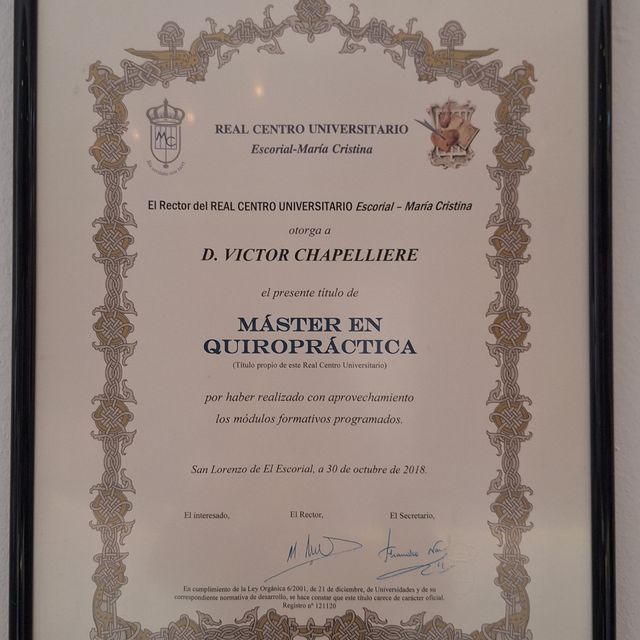 REAL CENTRO UNIVERSITARIO
Escorial-María Cristina
MC
El Rector del REAL CENTRO UNIVERSITARIO Escorial – María Cristina
otorga a
D. VICTOR CHAPELLIERE
el presente título de
MÁSTER EN
QUIROPRÁCTICA
(Título propio de este Real Centro Universitario)
por haber realizado con aprovechamiento
los módulos formativos programados.
San Lorenzo de El Escorial, a 30 de octubre de 2018.
El interesado, El Rector, El Secretario,
En cumplimiento de la Ley Orgánica 6/2001, de 21 de diciembre, de Universidades y de su
correspondiente normativa de desarrollo, se hace constar que este título carece de carácter oficial.
Registro nº 121120